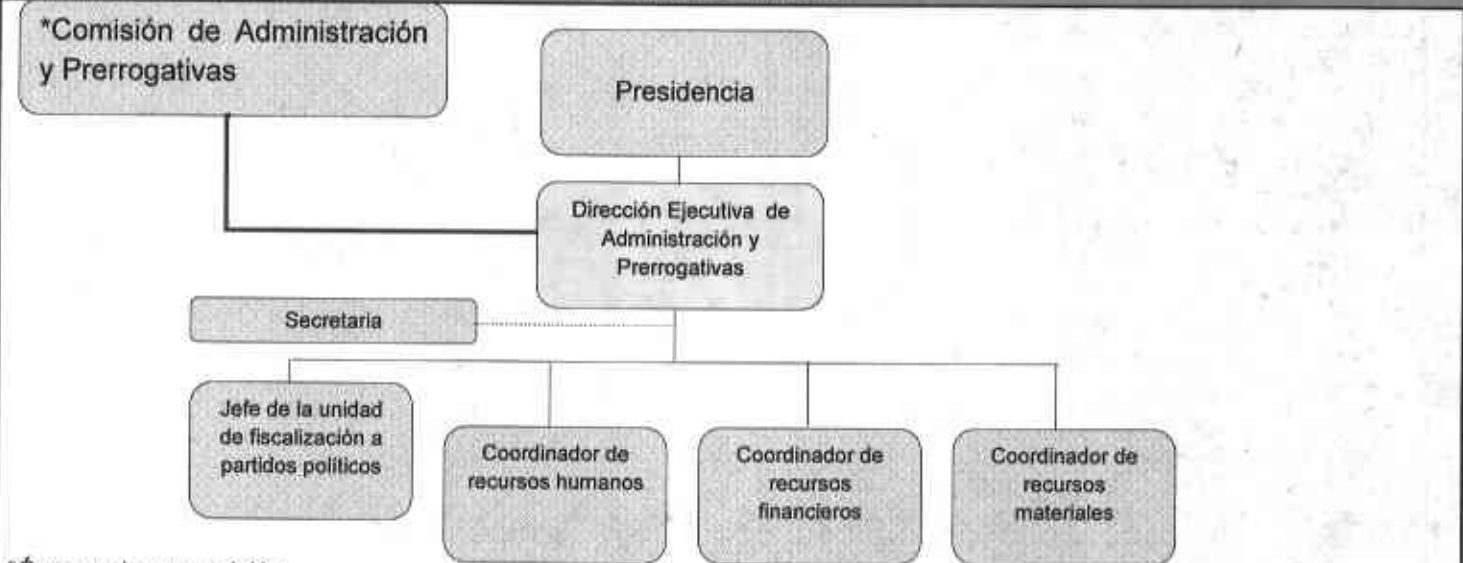 *Comisión de Administración
y Prerrogativas
Presidencia
Dirección Ejecutiva de
Administración y
Prerrogativas
Secretaria
Jefe de la unidad
de fiscalización a
partidos políticos
Coordinador de
recursos humanos
Coordinador de
recursos
financieros
Coordinador de
recursos
materiales